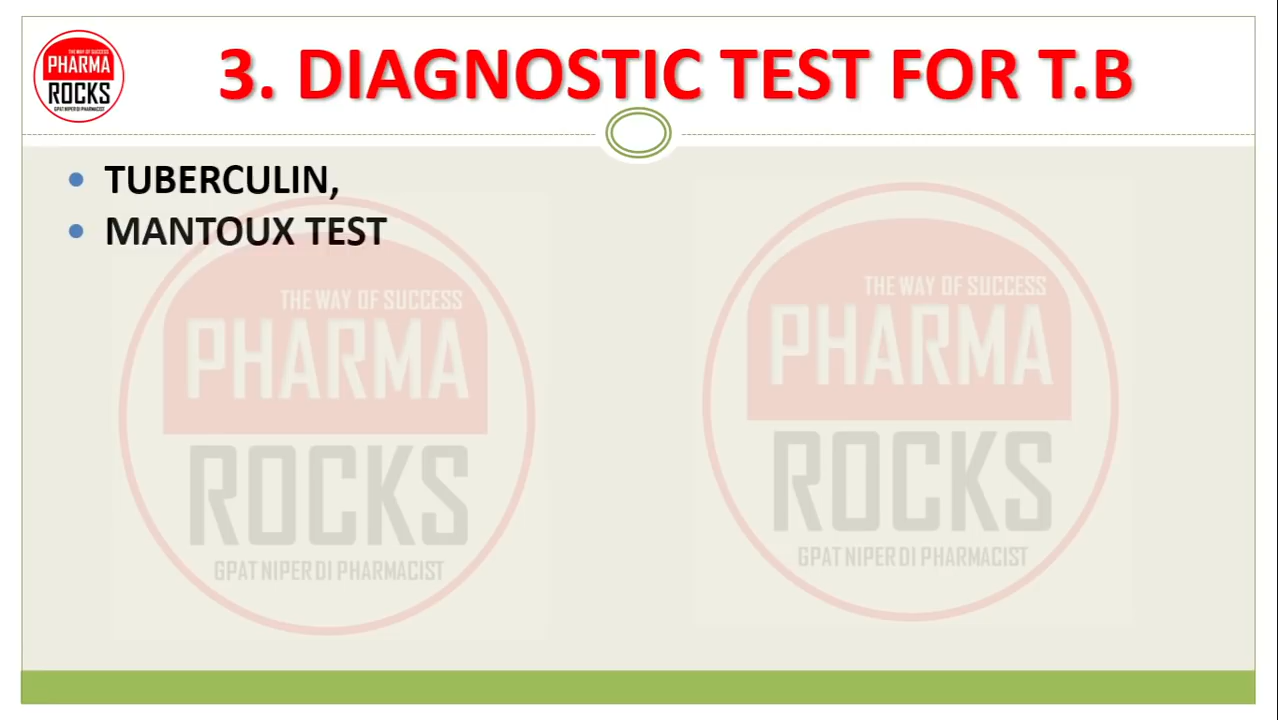 THE WAY OF SUCCESS
PHARMA
ROCKS
GPAT NIPER DI PHARMACIST
3. DIAGNOSTIC TEST FOR T.B
• TUBERCULIN,
• MANTOUX TEST
THE WAY OF SUCCESS
PHARMA
ROCKS
GPAT NIPER DI PHARMACIST
THE WAY OF SUCCESS
PHARMA
ROCKS
GPAT NIPER DI PHARMACIST